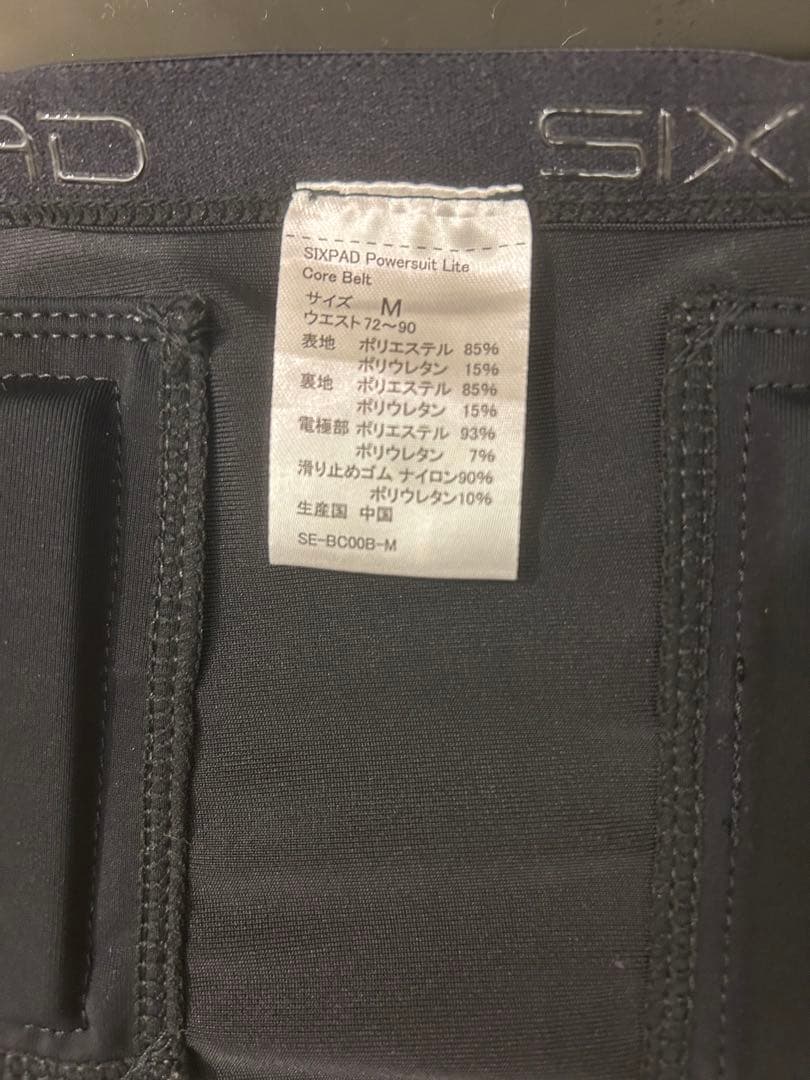 AD SIX
SIXPAD Powersuit Lite
Core Belt
サイズ M
ウエスト72～90
表地 ポリエステル 85%
ポリウレタン 15%
裏地 ポリエステル 85%
ポリウレタン 15%
電極部 ポリエステル 93%
ポリウレタン 7%
滑り止めゴム ナイロン90%
ポリウレタン10%
生産国 中国
SE-BC00B-M